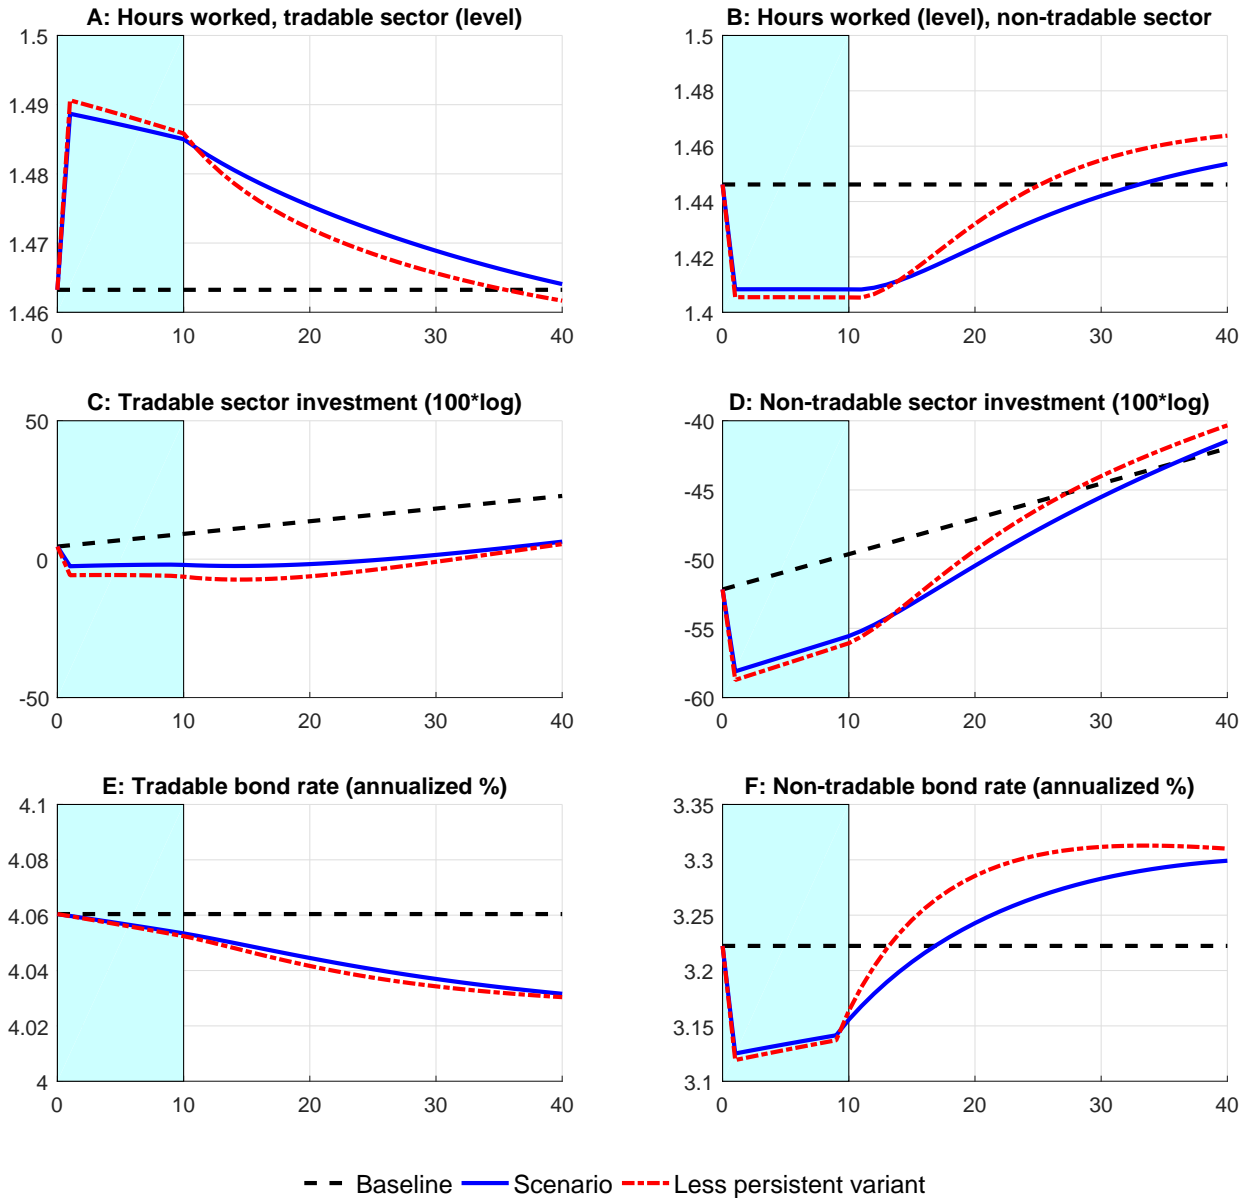 A: Hours worked, tradable sector (level)
1.5
1.49
1.48
1.47
1.46
0 10 20 30 40
B: Hours worked (level), non-tradable sector
1.5
1.48
1.46
1.44
1.42
1.4
0 10 20 30 40
C: Tradable sector investment (100*log)
50
0
-50
0 10 20 30 40
D: Non-tradable sector investment (100*log)
-40
-45
-50
-55
-60
0 10 20 30 40
E: Tradable bond rate (annualized %)
4.1
4.08
4.06
4.04
4.02
4
0 10 20 30 40
F: Non-tradable bond rate (annualized %)
3.35
3.3
3.25
3.2
3.15
3.1
0 10 20 30 40
Baseline Scenario Less persistent variant